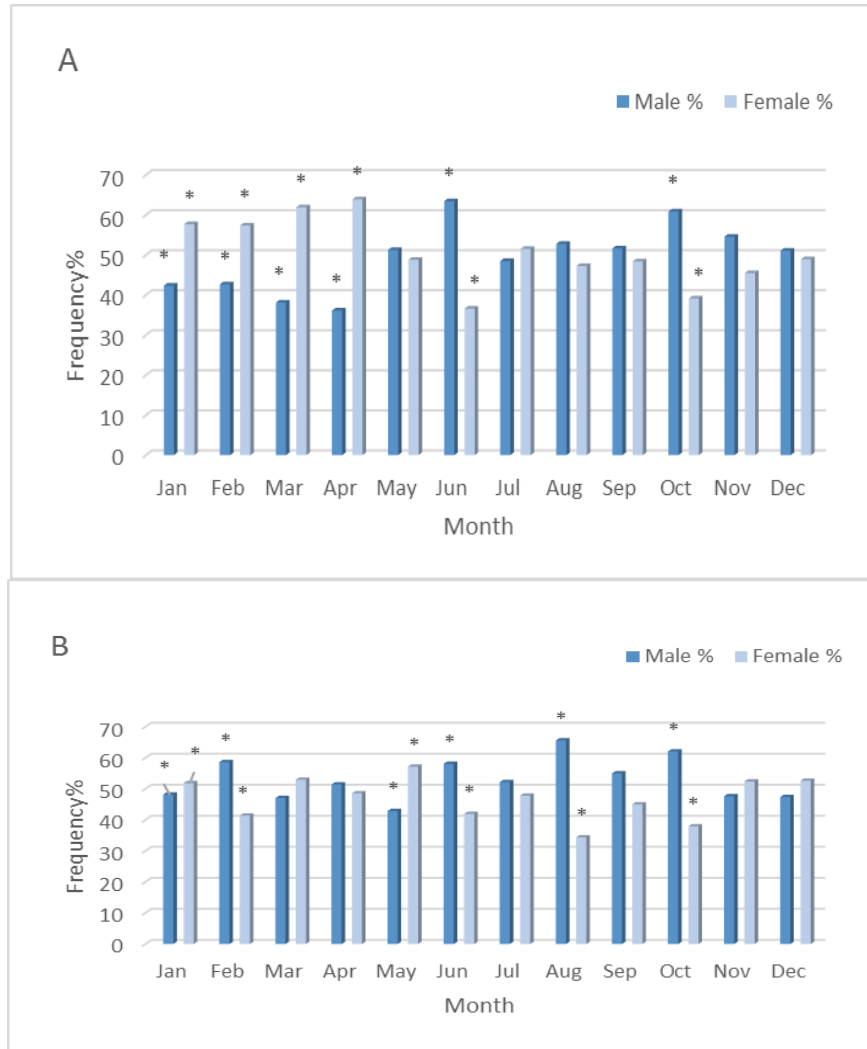 A
Male % Female %
* * * * * * * * * * * *
70
60
50
40
30
20
10
0
Frequency%
Jan Feb Mar Apr May Jun Jul Aug Sep Oct Nov Dec
Month
B
Male % Female %
* * * * * * * * * * * *
70
60
50
40
30
20
10
0
Frequency%
Jan Feb Mar Apr May Jun Jul Aug Sep Oct Nov Dec
Month